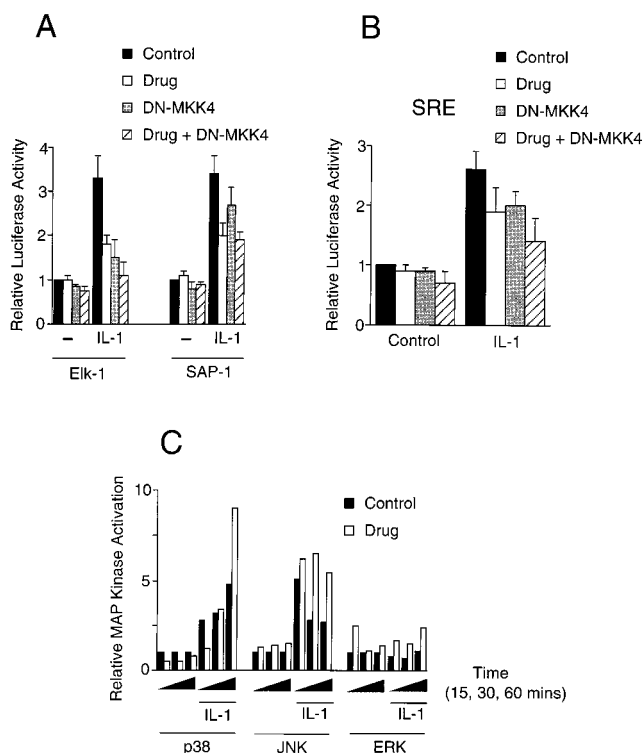 A
Control
Drug
DN-MKK4
Drug + DN-MKK4
Relative Luciferase Activity
4
3
2
1
0
– IL-1 – IL-1
Elk-1 SAP-1
B
Control
Drug
DN-MKK4
Drug + DN-MKK4
SRE
Relative Luciferase Activity
3
2
1
0
Control IL-1
C
Control
Drug
Relative MAP Kinase Activation
10
5
0
Time
(15, 30, 60 mins)
IL-1 IL-1 IL-1
p38 JNK ERK